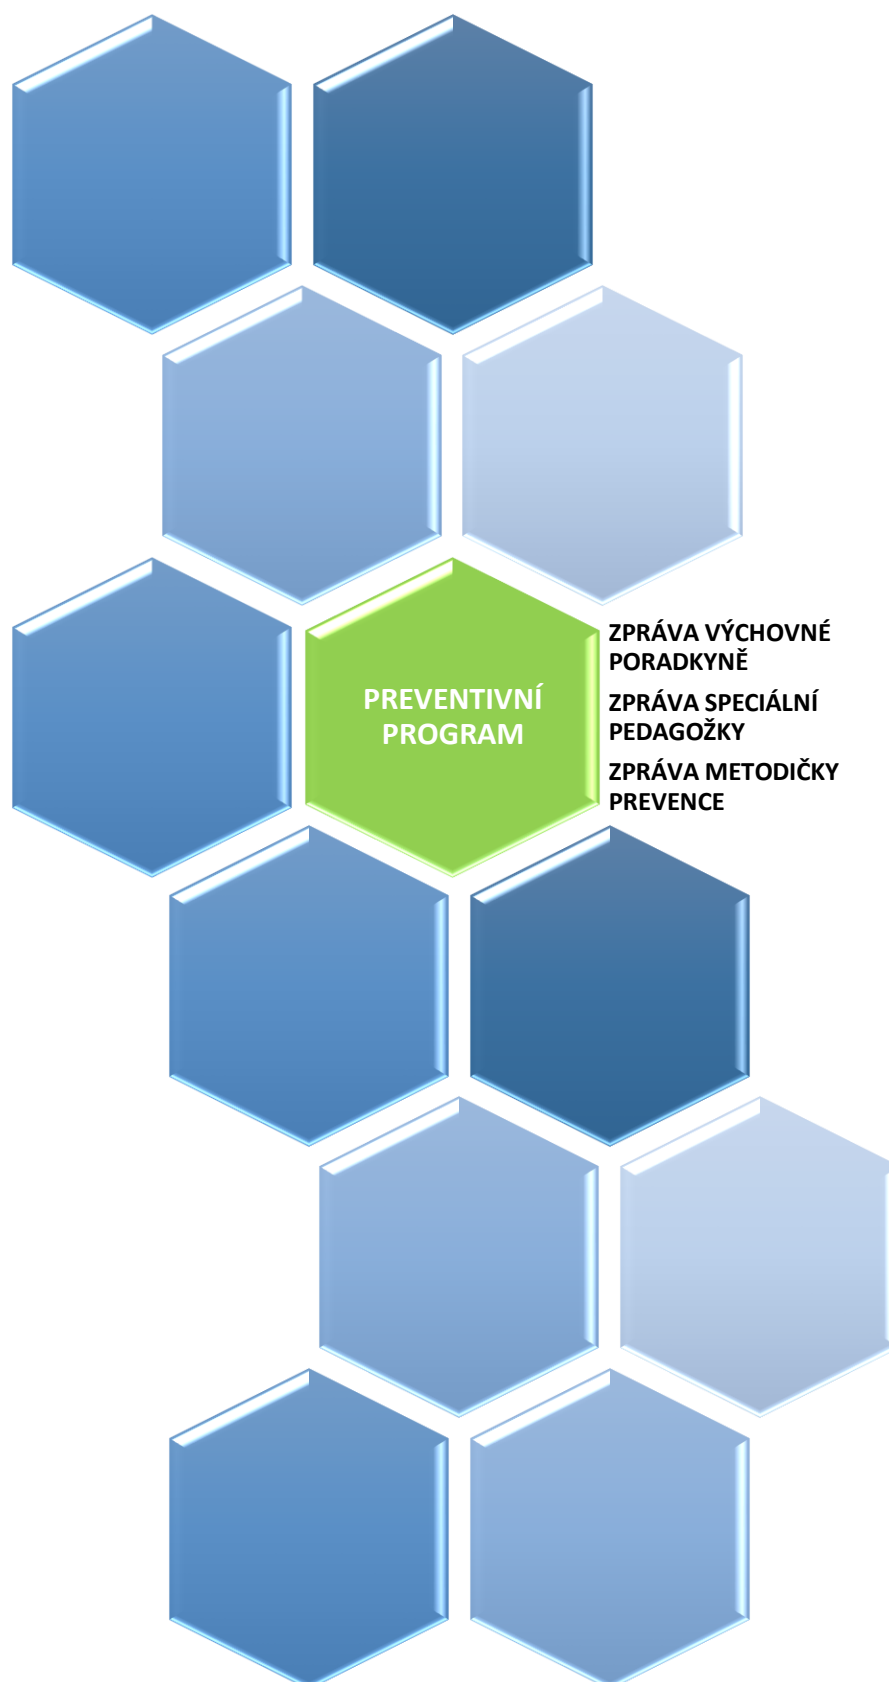 PREVENTIVNÍ
PROGRAM
ZPRÁVA VÝCHOVNÉ
PORADKYNĚ
ZPRÁVA SPECIÁLNÍ
PEDAGOŽKY
ZPRÁVA METODIČKY
PREVENCE